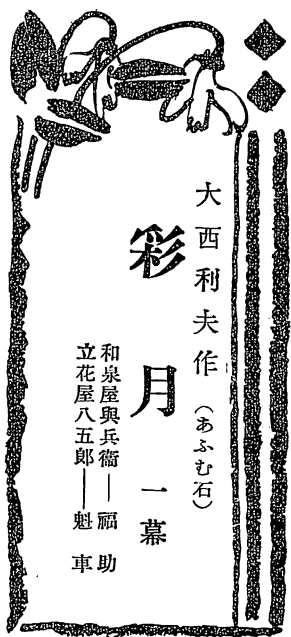 大西利夫作（あふむ石）
彩月 一幕
和泉屋與兵衞――福助
立花屋八五郎――魁車